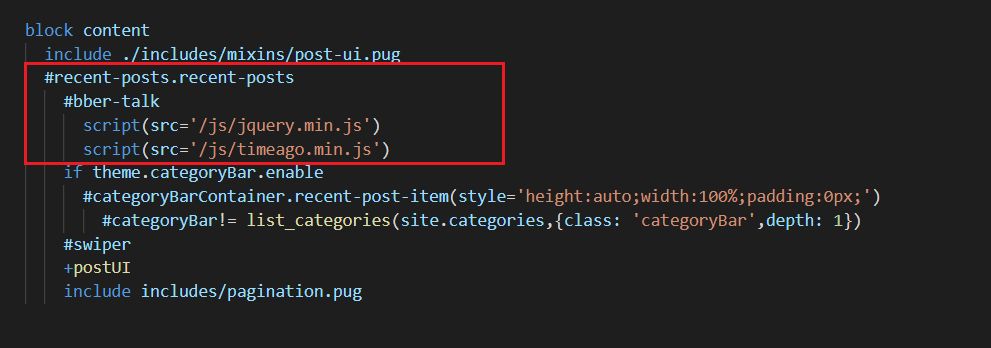 block content
include ./includes/mixins/post-ui.pug
#recent-posts.recent-posts
#bber-talk
script(src='/js/jquery.min.js')
script(src='/js/timeago.min.js')
if theme.categoryBar.enable
#categoryBarContainer.recent-post-item(style='height:auto;width:100%;padding:0px;')
#categoryBar!= list_categories(site.categories,{class: 'categoryBar',depth: 1})
#swiper
+postUI
include includes/pagination.pug